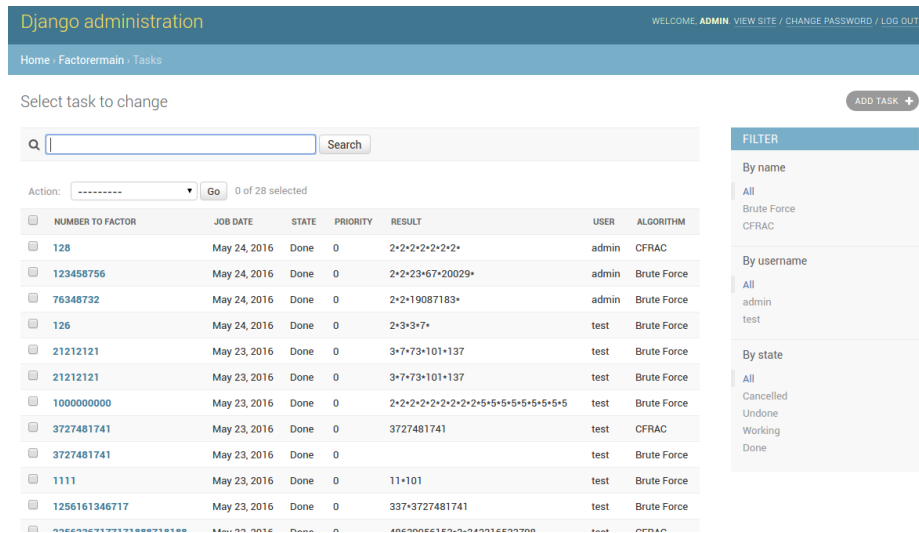 Django administration
WELCOME, ADMIN. VIEW SITE / CHANGE PASSWORD / LOG OUT
Home › Factorermain › Tasks
Select task to change
ADD TASK +
Search
Action: --------- Go 0 of 28 selected
NUMBER TO FACTOR JOB DATE STATE PRIORITY RESULT USER ALGORITHM
128 May 24, 2016 Done 0 2*2*2*2*2*2*2* admin CFRAC
123458756 May 24, 2016 Done 0 2*2*23*67*20029* admin Brute Force
76348732 May 24, 2016 Done 0 2*2*19087183* admin Brute Force
126 May 24, 2016 Done 0 2*3*3*7* test Brute Force
21212121 May 23, 2016 Done 0 3*7*73*101*137 test Brute Force
21212121 May 23, 2016 Done 0 3*7*73*101*137 test Brute Force
1000000000 May 23, 2016 Done 0 2*2*2*2*2*2*2*2*2*5*5*5*5*5*5*5*5*5 test Brute Force
3727481741 May 23, 2016 Done 0 3727481741 test CFRAC
3727481741 May 23, 2016 Done 0 test Brute Force
1111 May 23, 2016 Done 0 11*101 test Brute Force
1256161346717 May 23, 2016 Done 0 337*3727481741 test Brute Force
May 23, 2016 Done 0 test CFRAC
FILTER
By name
All
Brute Force
CFRAC
By username
All
admin
test
By state
All
Cancelled
Undone
Working
Done